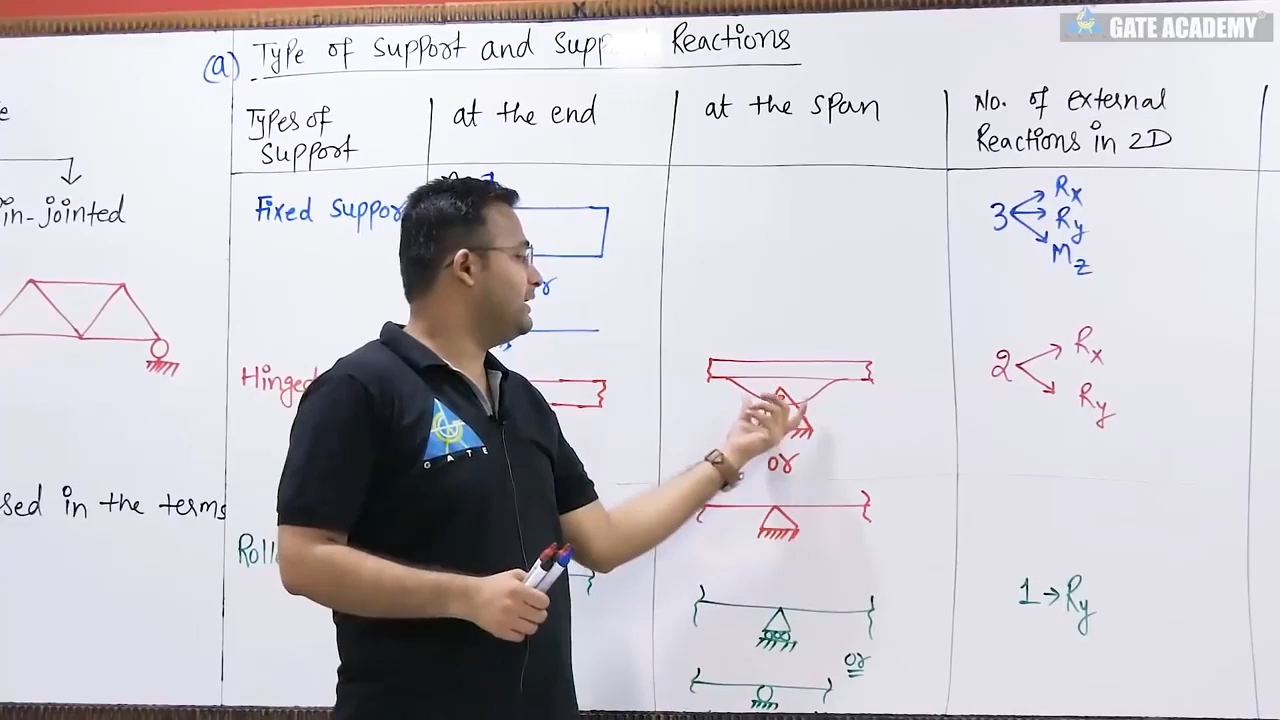 GATE ACADEMY
(a) Type of support and supp Reactions
Types of support
at the end
at the span
No. of external
Reactions in 2D
in-jointed
Fixed Suppor
3 Rx
Ry
Mz
or
Hinged
2 Rx
Ry
GATE
or
sed in the terms
Roll
1 → Ry
or